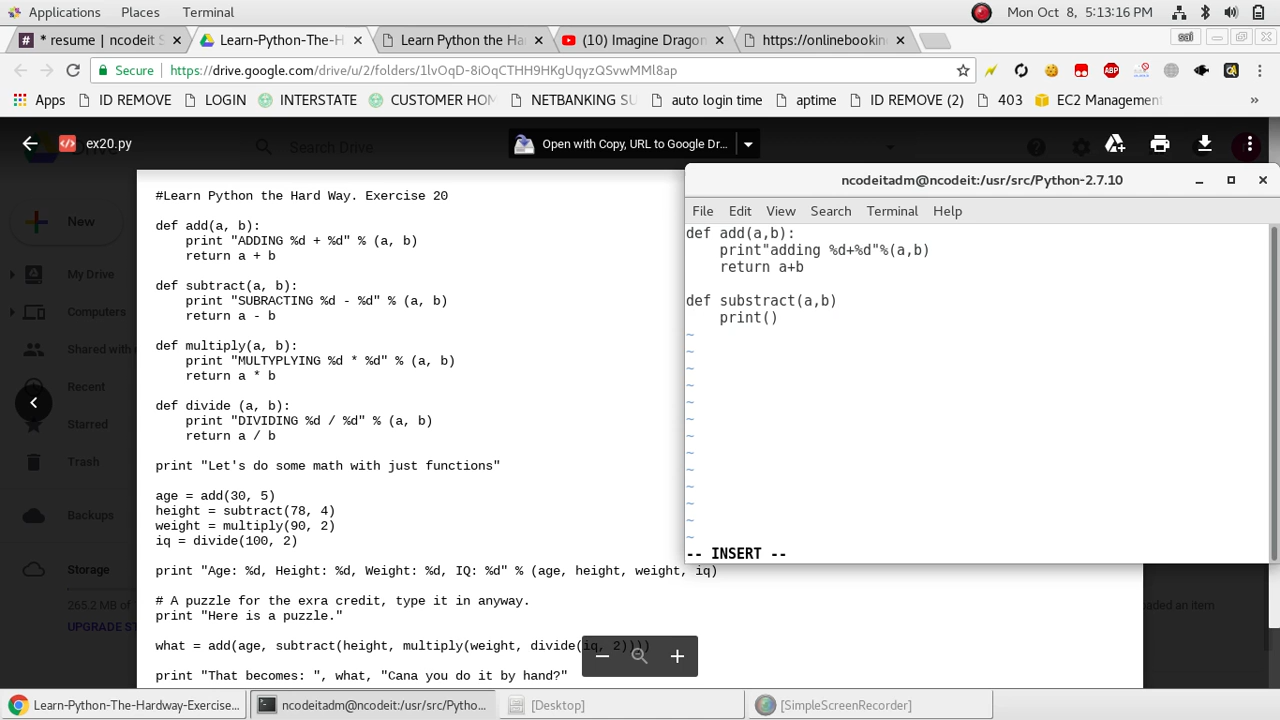 Applications Places Terminal Mon Oct 8, 5:13:16 PM
* resume | ncodeit S Learn-Python-The-H Learn Python the Ha (10) Imagine Dragon https://onlinebookin sai
Secure https://drive.google.com/drive/u/2/folders/1lvOqD-8iOqCTHH9HKgUqyzQSvwMMl8ap ABP
Apps ID REMOVE LOGIN INTERSTATE CUSTOMER HOM NETBANKING SU auto login time aptime ID REMOVE (2) 403 EC2 Management »
ex20.py Search Drive Open with Copy, URL to Google Dr...
New
My Drive
Computers
Shared with
Recent
Starred
Trash
Backups
Storage
265.2 MB of
UPGRADE ST
#Learn Python the Hard Way. Exercise 20
def add(a, b):
print "ADDING %d + %d" % (a, b)
return a + b
def subtract(a, b):
print "SUBRACTING %d - %d" % (a, b)
return a - b
def multiply(a, b):
print "MULTYPLYING %d * %d" % (a, b)
return a * b
def divide (a, b):
print "DIVIDING %d / %d" % (a, b)
return a / b
print "Let's do some math with just functions"
age = add(30, 5)
height = subtract(78, 4)
weight = multiply(90, 2)
iq = divide(100, 2)
print "Age: %d, Height: %d, Weight: %d, IQ: %d" % (age, height, weight, iq)
# A puzzle for the exra credit, type it in anyway.
print "Here is a puzzle."
what = add(age, subtract(height, multiply(weight, divide(iq, 2))))
print "That becomes: ", what, "Cana you do it by hand?"
ncodeitadm@ncodeit:/usr/src/Python-2.7.10
File Edit View Search Terminal Help
def add(a,b):
print"adding %d+%d"%(a,b)
return a+b
def substract(a,b)
print()
~
~
~
~
~
~
~
~
~
~
~
~
~
-- INSERT --
aded an item
Learn-Python-The-Hardway-Exercise... ncodeitadm@ncodeit:/usr/src/Pytho... [Desktop] [SimpleScreenRecorder]